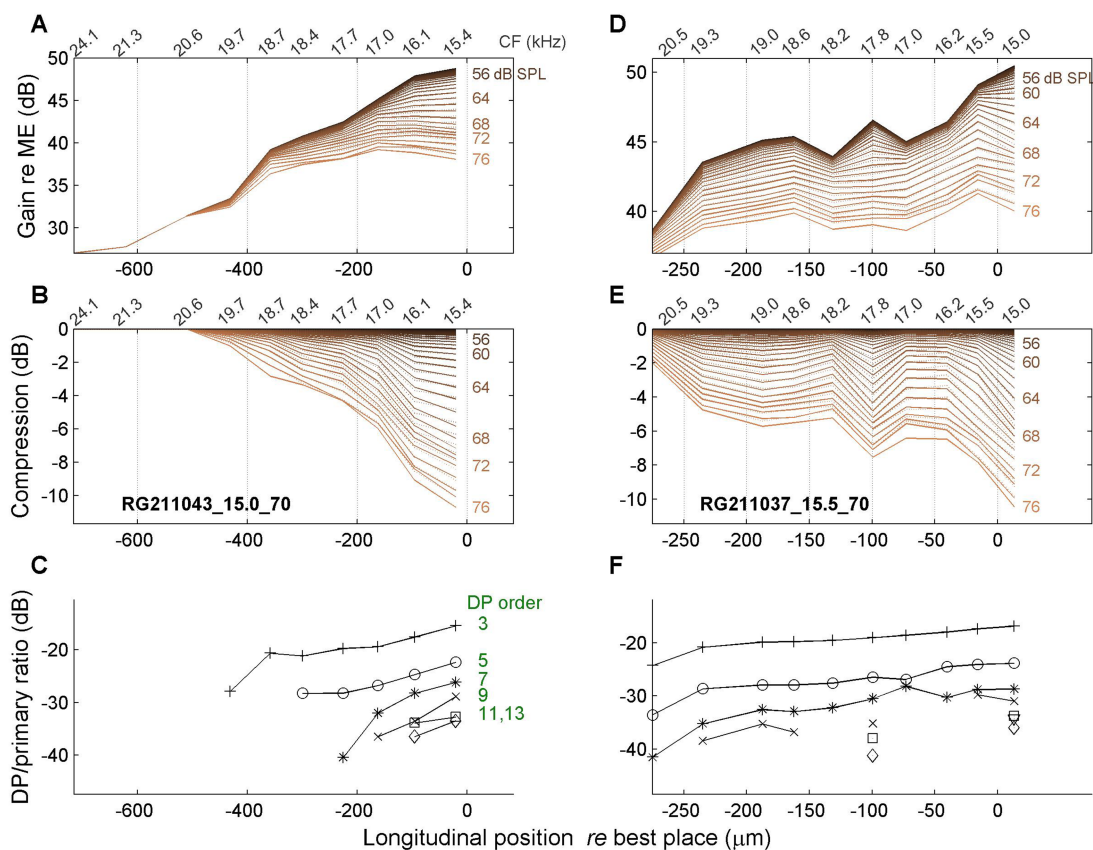 A
24.1 21.3 20.6 19.7 18.7 18.4 17.7 17.0 16.1 15.4 CF (kHz)
Gain re ME (dB)
50
45
40
35
30
56 dB SPL
64
68
72
76
-600 -400 -200 0
B
24.1 21.3 20.6 19.7 18.7 18.4 17.7 17.0 16.1 15.4
Compression (dB)
0
-2
-4
-6
-8
-10
56
60
64
68
72
76
RG211043_15.0_70
-600 -400 -200 0
C
DP/primary ratio (dB)
-20
-30
-40
DP order
3
5
7
9
11,13
-600 -400 -200 0
D
20.5 19.3 19.0 18.6 18.2 17.8 17.0 16.2 15.5 15.0
50
45
40
56 dB SPL
60
64
68
72
76
-250 -200 -150 -100 -50 0
E
20.5 19.3 19.0 18.6 18.2 17.8 17.0 16.2 15.5 15.0
0
-2
-4
-6
-8
-10
56
60
64
68
72
76
RG211037_15.5_70
-250 -200 -150 -100 -50 0
F
-20
-30
-40
-250 -200 -150 -100 -50 0
Longitudinal position re best place (μm)